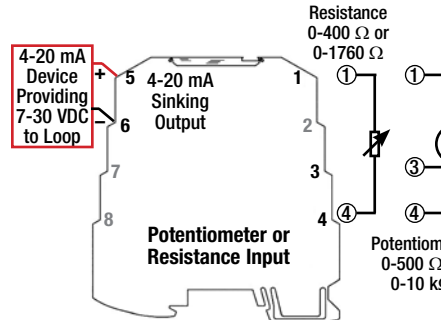 Resistance
0-400 Ω or
0-1760 Ω
4-20 mA
Device
Providing
7-30 VDC
to Loop
+
–
5
6
7
8
4-20 mA
Sinking
Output
1
2
3
4
Potentiometer or
Resistance Input
1
4
1
3
4
0-500 Ω